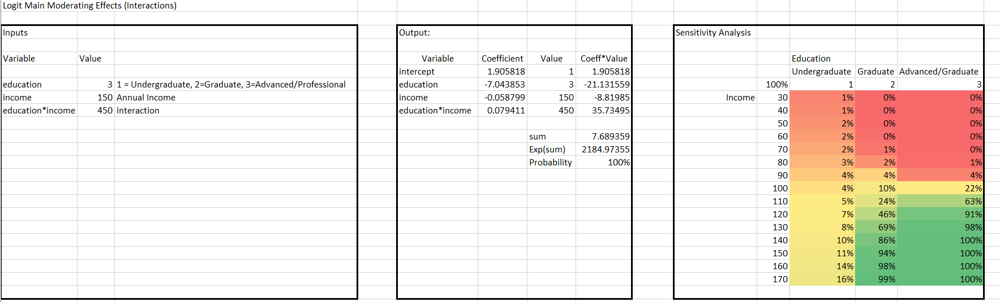 Logit Main Moderating Effects (Interactions)
Inputs
Variable Value
education 3 1 = Undergraduate, 2=Graduate, 3=Advanced/Professional
income 150 Annual Income
education*income 450 interaction
Output:
Variable Coefficient Value Coeff*Value
intercept 1.905818 1 1.905818
education -7.043853 3 -21.131559
income -0.058799 150 -8.81985
education*income 0.079411 450 35.73495
sum 7.689359
Exp(sum) 2184.97355
Probability 100%
Sensitivity Analysis
Education
Undergraduate Graduate Advanced/Graduate
100% 1 2 3
Income 30 1% 0% 0%
40 1% 0% 0%
50 2% 0% 0%
60 2% 0% 0%
70 2% 1% 0%
80 3% 2% 1%
90 4% 4% 4%
100 4% 10% 22%
110 5% 24% 63%
120 7% 46% 91%
130 8% 69% 98%
140 10% 86% 100%
150 11% 94% 100%
160 14% 98% 100%
170 16% 99% 100%